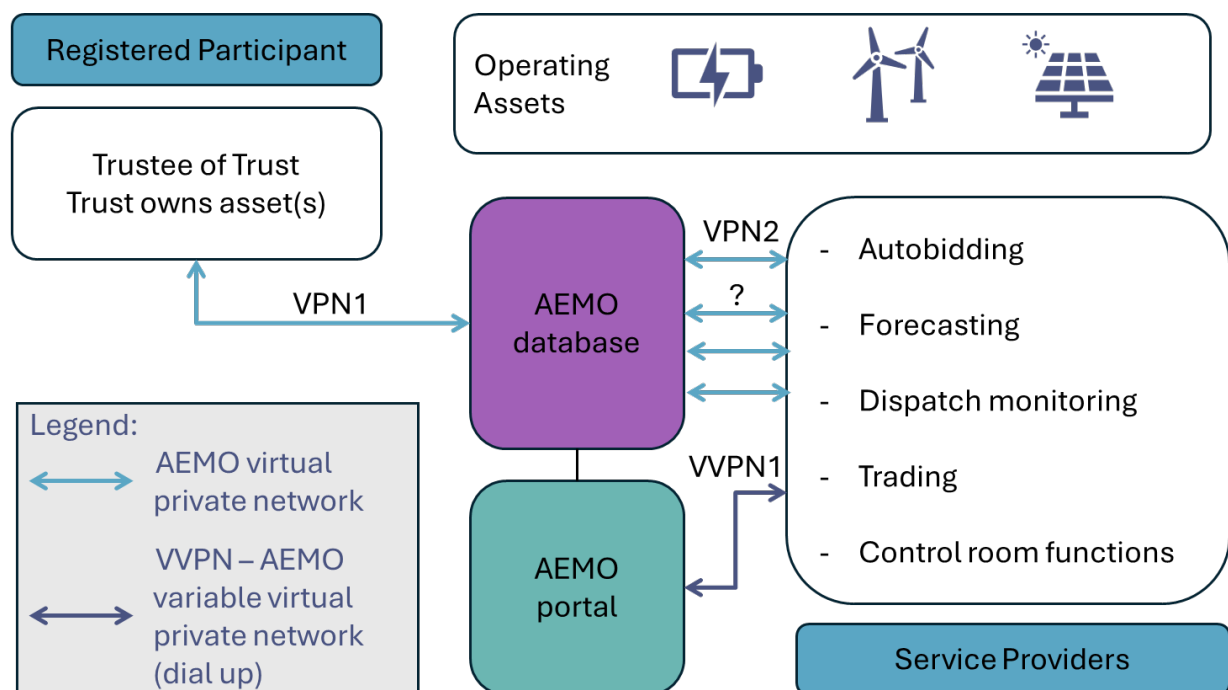 Registered Participant
Operating
Assets
Trustee of Trust
Trust owns asset(s)
VPN1
AEMO
database
VPN2
?
- Autobidding
- Forecasting
- Dispatch monitoring
- Trading
- Control room functions
VVPN1
AEMO
portal
Service Providers
Legend:
AEMO virtual
private network
VVPN – AEMO
variable virtual
private network
(dial up)